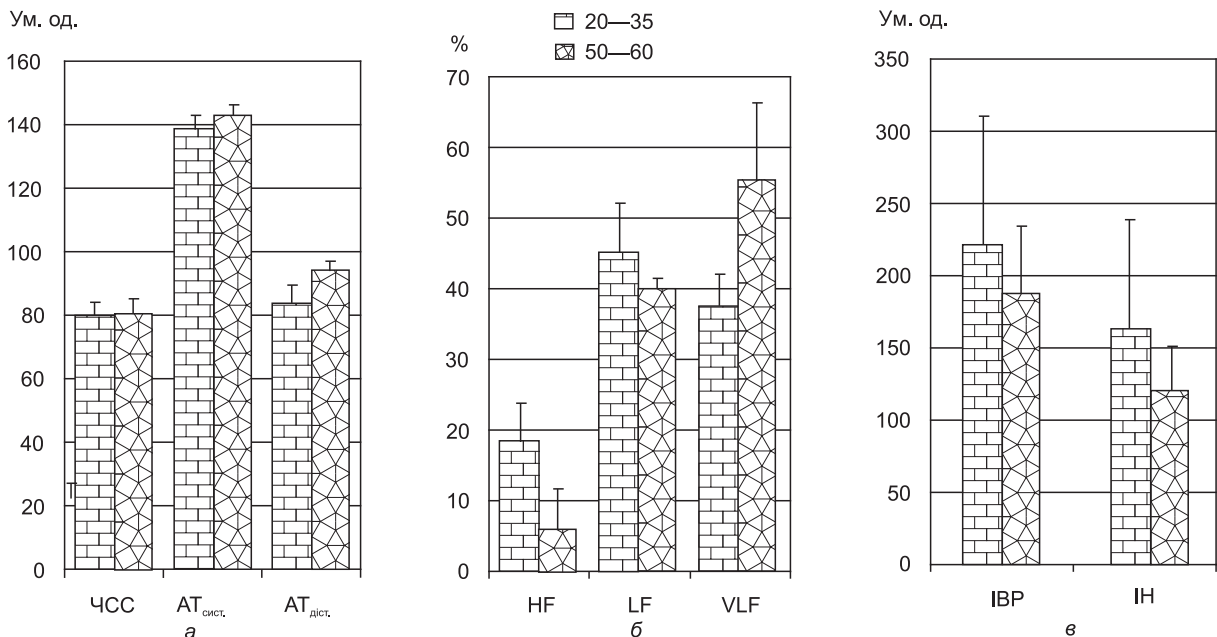 Ум. од.
160
140
120
100
80
60
40
20
0
ЧСС
АТсист.
АТдіст.
а
20—35
50—60
%
70
60
50
40
30
20
10
0
HF
LF
VLF
б
Ум. од.
350
300
250
200
150
100
50
0
ІВР
ІН
в